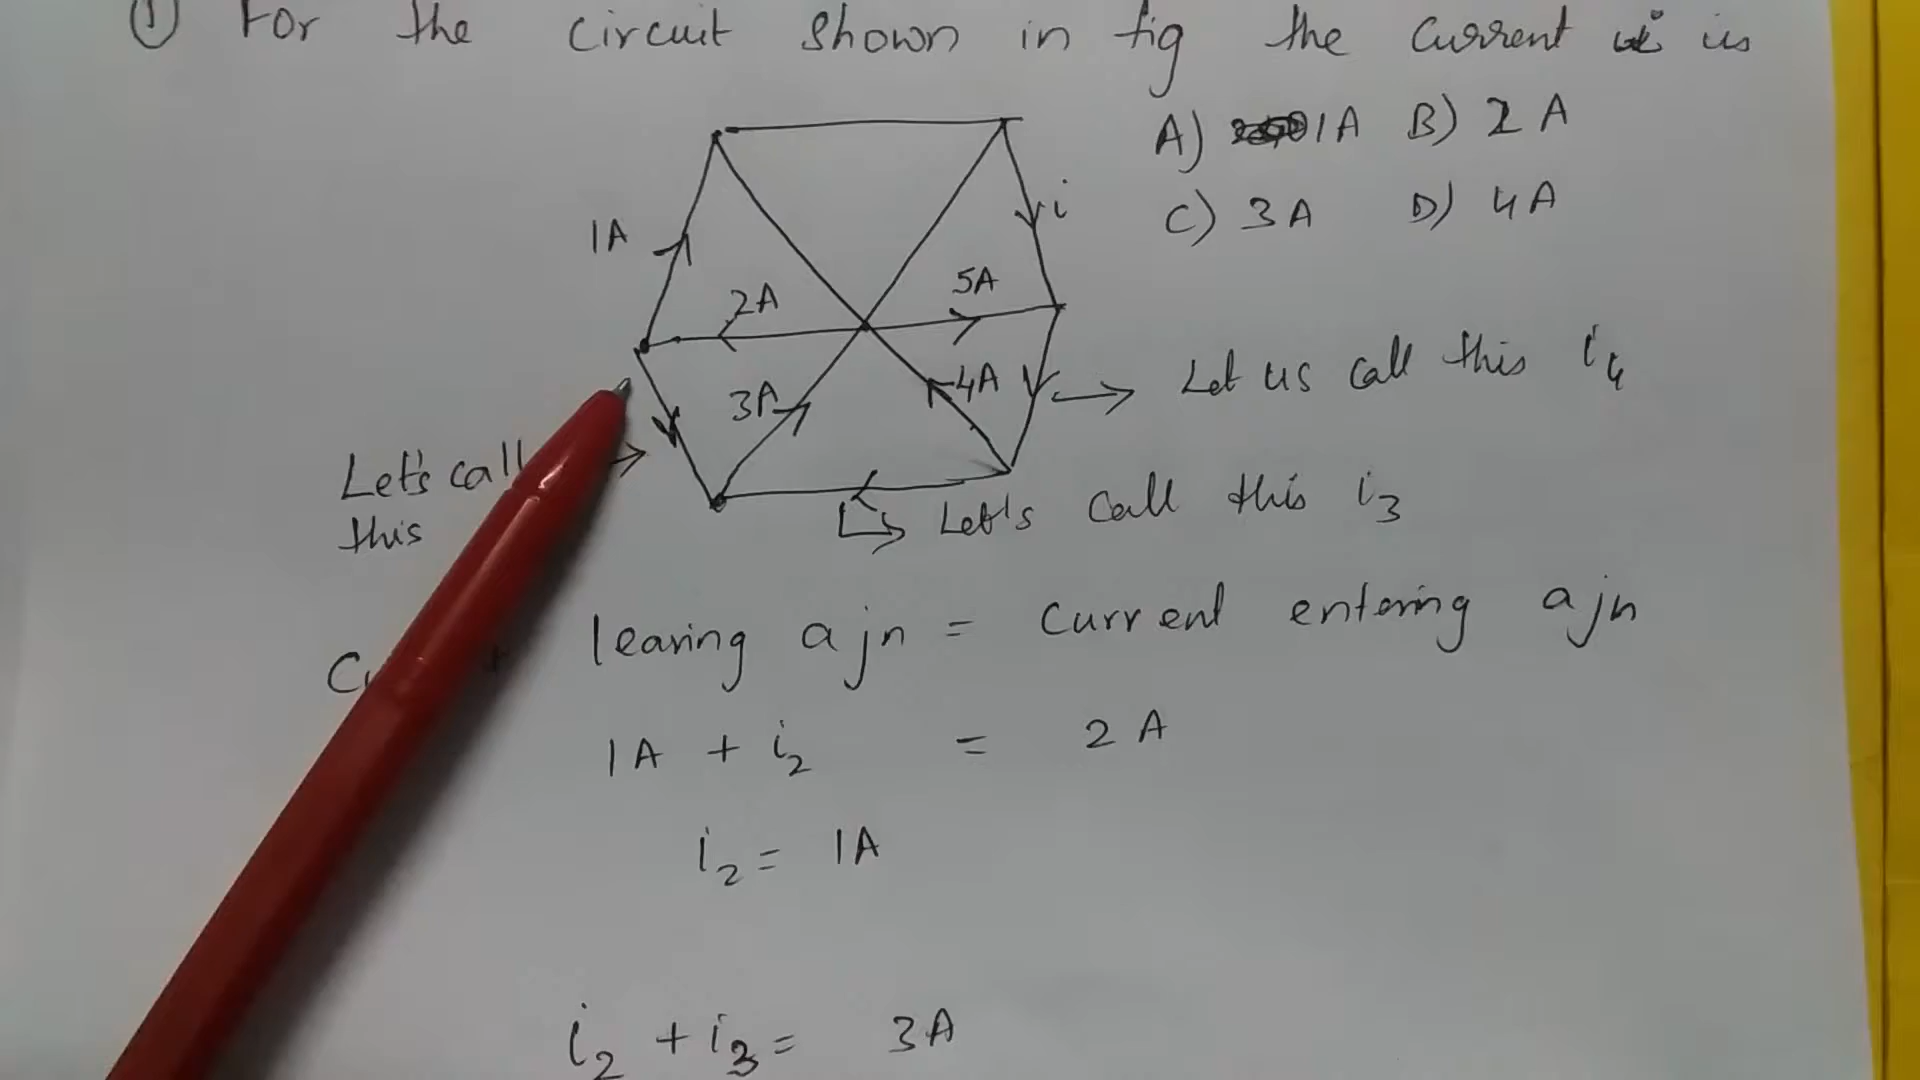 ① For the circuit shown in fig the current i is
A) 1A B) 2 A
C) 3 A D) 4 A
1A
i
2A
5A
3A
4A
→ Let us call this i4
Let's call →
this
↳ Let's call this i3
leaving a jn = current entering a jn
1A + i2 = 2 A
i2 = 1A
i2 + i3 = 3A